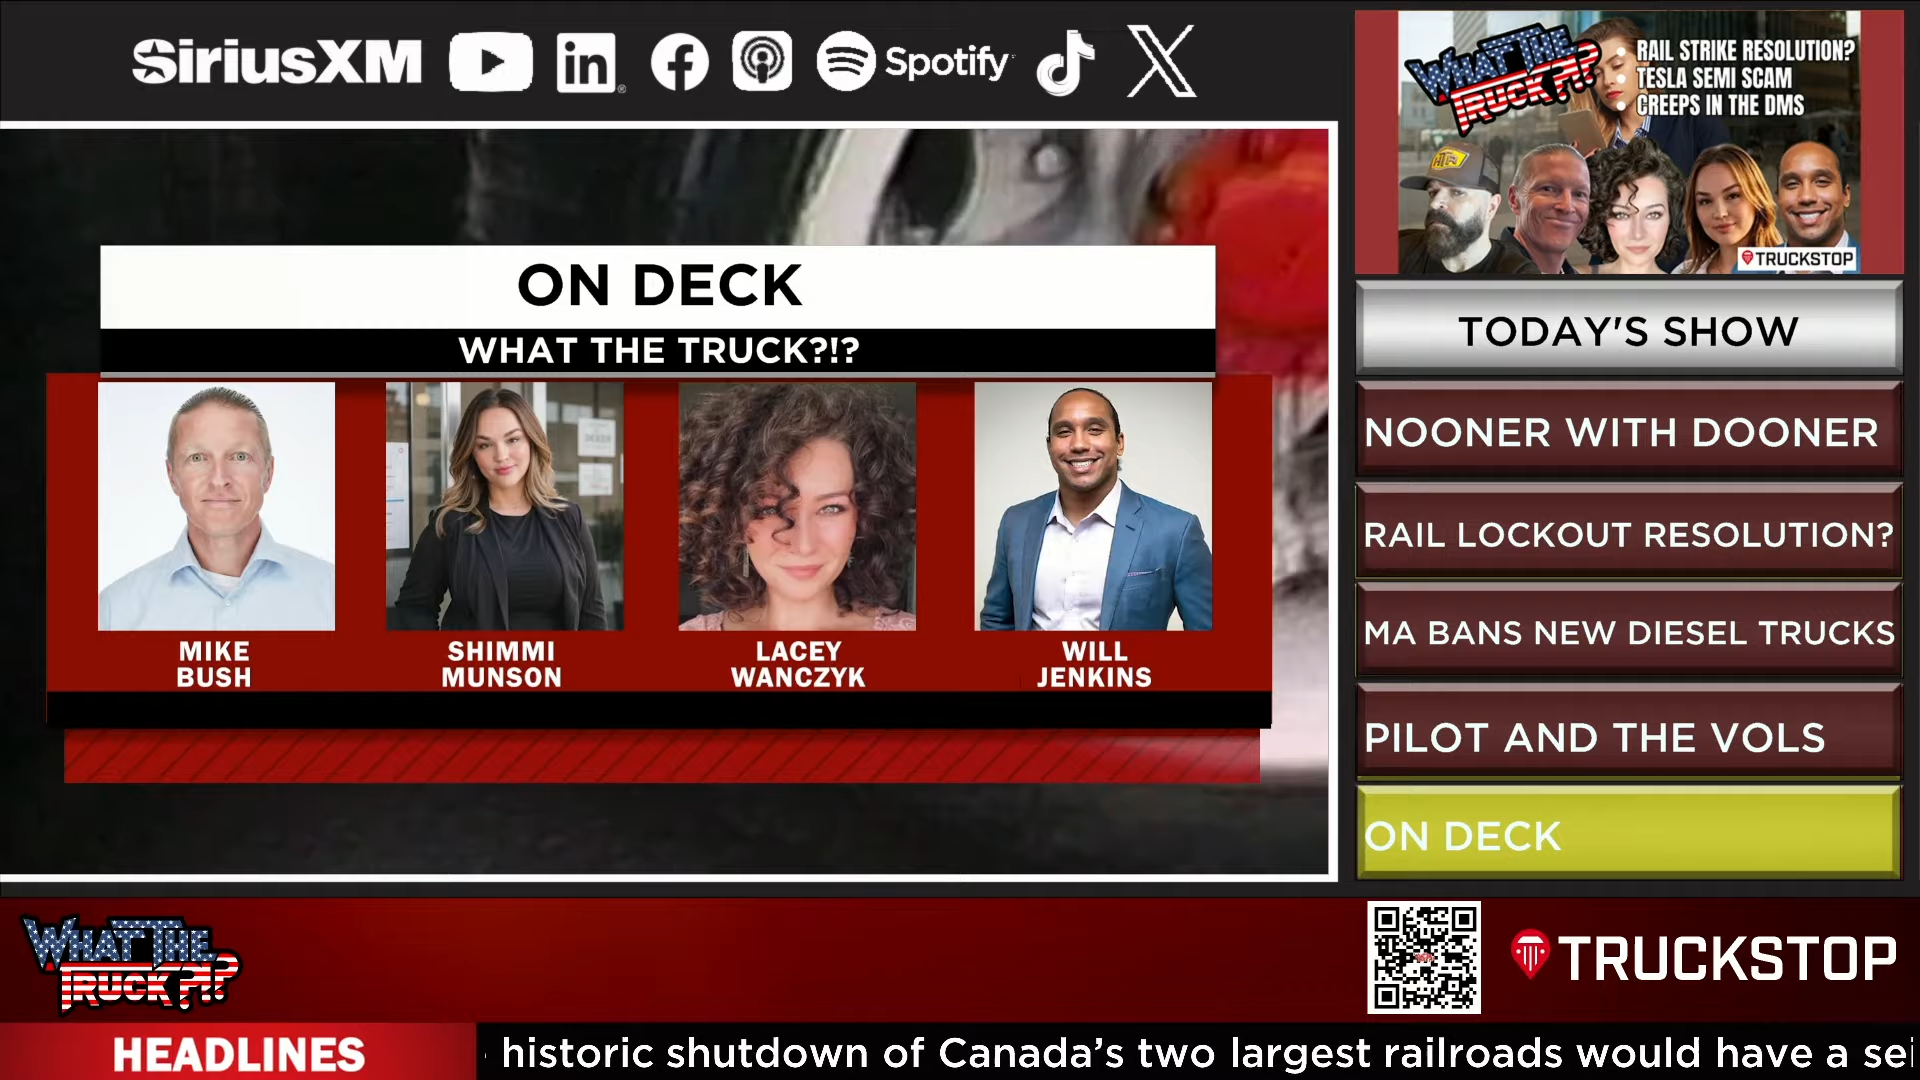 SiriusXM
in
Spotify
WHAT THE
TRUCK?!?
RAIL STRIKE RESOLUTION?
TESLA SEMI SCAM
CREEPS IN THE DMS
TRUCKSTOP
ON DECK
WHAT THE TRUCK?!?
MIKE
BUSH
SHIMMI
MUNSON
LACEY
WANCZYK
WILL
JENKINS
TODAY'S SHOW
NOONER WITH DOONER
RAIL LOCKOUT RESOLUTION?
MA BANS NEW DIESEL TRUCKS
PILOT AND THE VOLS
ON DECK
WHAT THE
TRUCK?!?
TRUCKSTOP
HEADLINES
historic shutdown of Canada’s two largest railroads would have a sei